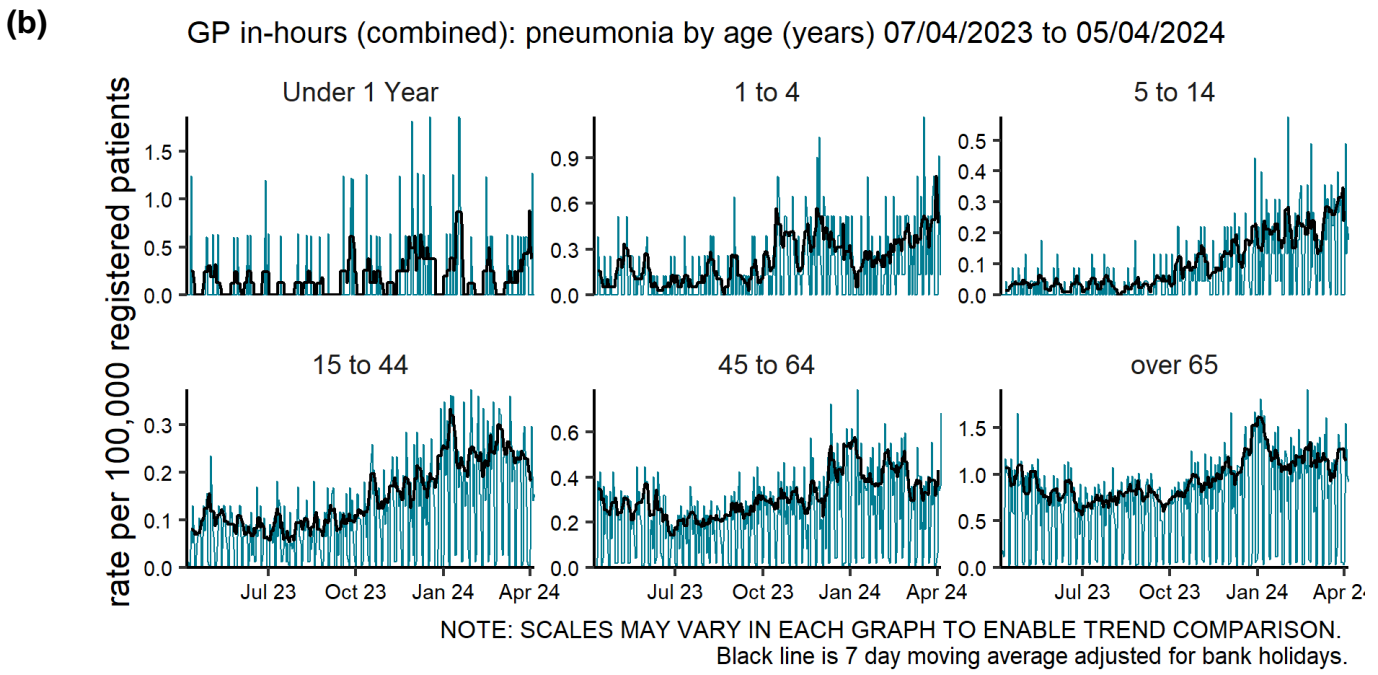 (b)
GP in-hours (combined): pneumonia by age (years) 07/04/2023 to 05/04/2024
rate per 100,000 registered patients
Under 1 Year
1.5
1.0
0.5
0.0
1 to 4
0.9
0.6
0.3
0.0
5 to 14
0.5
0.4
0.3
0.2
0.1
0.0
15 to 44
0.3
0.2
0.1
0.0
Jul 23 Oct 23 Jan 24 Apr 24
45 to 64
0.6
0.4
0.2
0.0
Jul 23 Oct 23 Jan 24 Apr 24
over 65
1.5
1.0
0.5
0.0
Jul 23 Oct 23 Jan 24 Apr 2
NOTE: SCALES MAY VARY IN EACH GRAPH TO ENABLE TREND COMPARISON.
Black line is 7 day moving average adjusted for bank holidays.